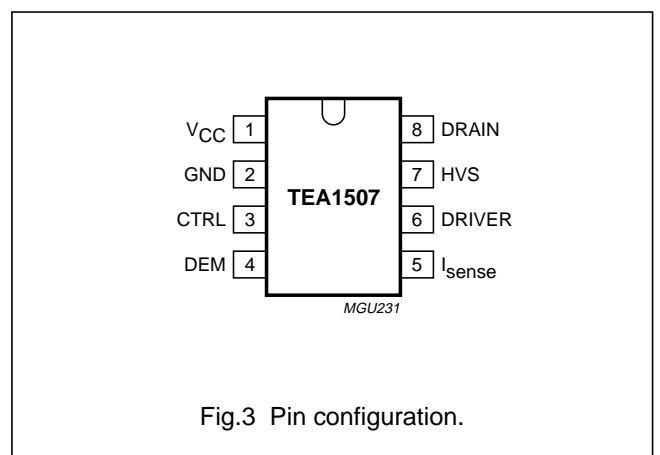 VCC 1 8 DRAIN
GND 2 7 HVS
TEA1507
CTRL 3 6 DRIVER
DEM 4 5 Isense
MGU231
Fig.3 Pin configuration.